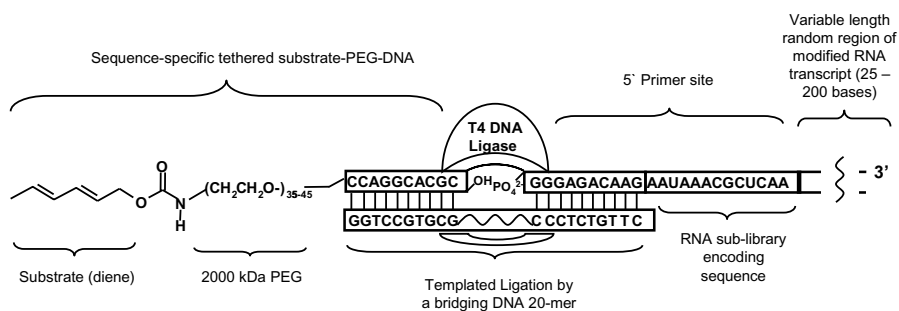 Variable length
random region of
modified RNA
transcript (25 –
200 bases)
Sequence-specific tethered substrate-PEG-DNA
5` Primer site
T4 DNA
Ligase
O
O
N
H
(CH2CH2O-)35-45
CCAGGCACGC
OH
PO4 2-
GGGAGACAAG
AAUAAACGCUCAA
3'
GGTCCGTGCG
CCCTCTGTTC
Substrate (diene)
2000 kDa PEG
Templated Ligation by
a bridging DNA 20-mer
RNA sub-library
encoding
sequence